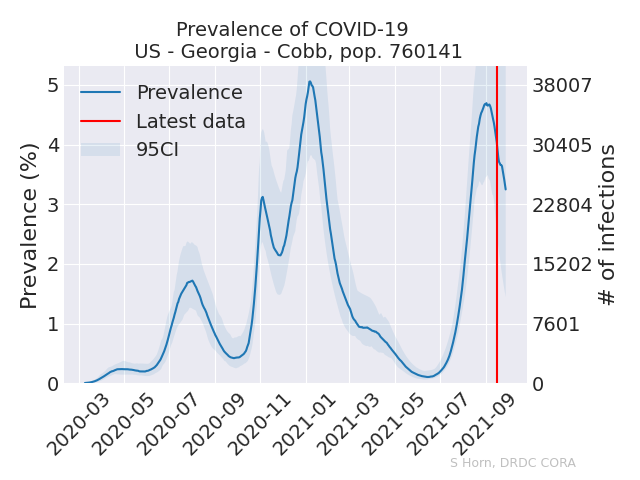 Prevalence of COVID-19
US - Georgia - Cobb, pop. 760141
Prevalence
Latest data
95CI
Prevalence (%)
5
4
3
2
1
0
38007
30405
22804
15202
7601
0
# of infections
2020-03
2020-05
2020-07
2020-09
2020-11
2021-01
2021-03
2021-05
2021-07
2021-09
S Horn, DRDC CORA